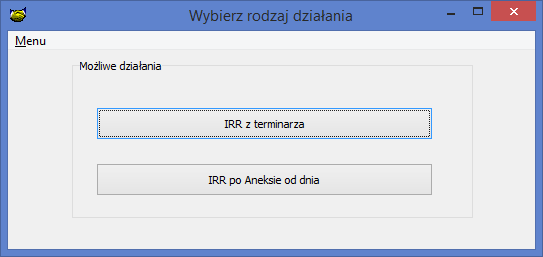 Wybierz rodzaj działania
Menu
Możliwe działania
IRR z terminarza
IRR po Aneksie od dnia